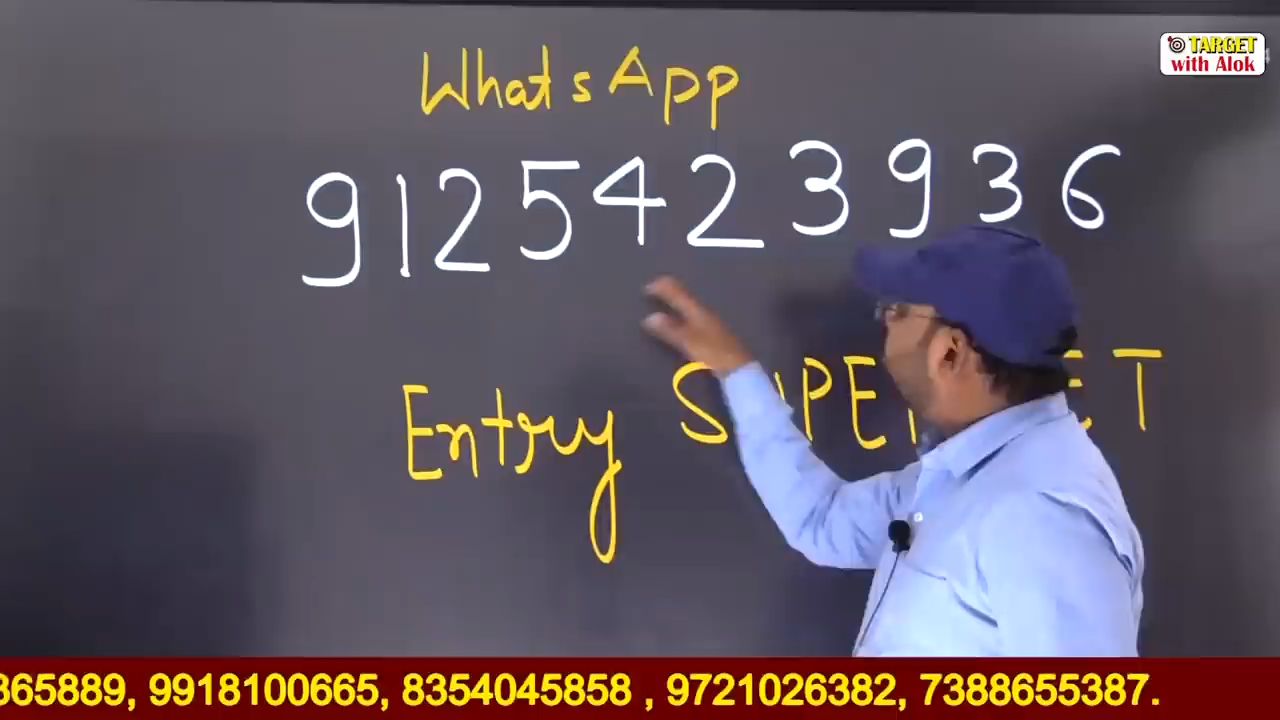 TARGET
with Alok
WhatsApp
9125423936
Entry
365889, 9918100665, 8354045858 , 9721026382, 7388655387.